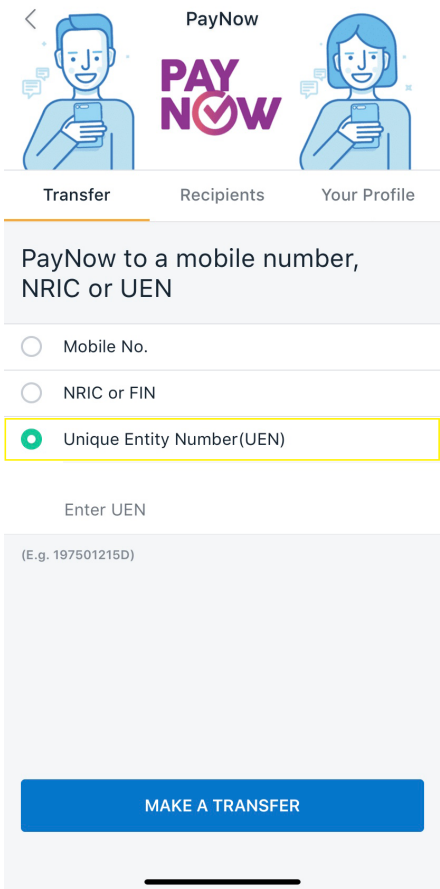 PayNow
PAY
NOW
Transfer Recipients Your Profile
PayNow to a mobile number,
NRIC or UEN
Mobile No.
NRIC or FIN
Unique Entity Number(UEN)
Enter UEN
(E.g. 197501215D)
MAKE A TRANSFER